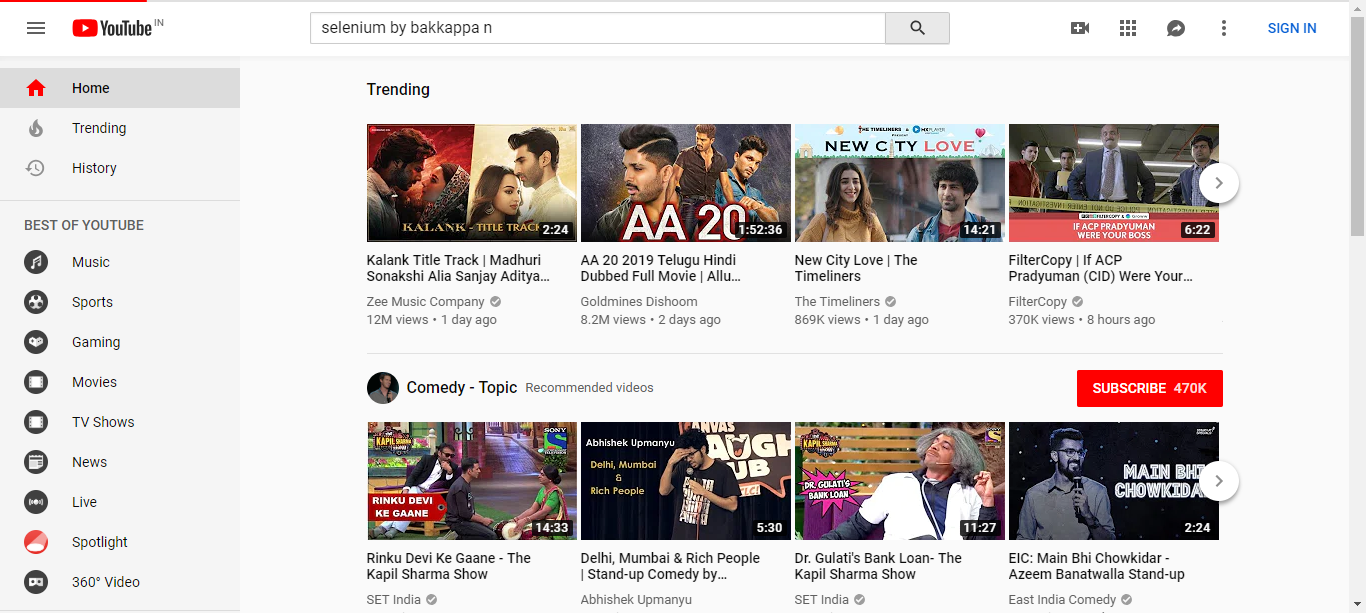 YouTube IN
selenium by bakkappa n
SIGN IN
Home
Trending
History
BEST OF YOUTUBE
Music
Sports
Gaming
Movies
TV Shows
News
Live
Spotlight
360° Video
Trending
KALANK - TITLE TRACK
2:24
AA 20
1:52:36
THE TIMELINERS & MXPLAYER
PRESENT
NEW CITY LOVE
14:21
FILTERCOPY &
IF ACP PRADYUMAN
WERE YOUR BOSS
6:22
Kalank Title Track | Madhuri
Sonakshi Alia Sanjay Aditya…
Zee Music Company
12M views • 1 day ago
AA 20 2019 Telugu Hindi
Dubbed Full Movie | Allu…
Goldmines Dishoom
8.2M views • 2 days ago
New City Love | The
Timeliners
The Timeliners
869K views • 1 day ago
FilterCopy | If ACP
Pradyuman (CID) Were Your…
FilterCopy
370K views • 8 hours ago
Comedy - Topic Recommended videos
SUBSCRIBE 470K
THE KAPIL SHARMA SHOW
SONY
RINKU DEVI
KE GAANE
14:33
Abhishek Upmanyu
Delhi, Mumbai
&
Rich People
5:30
THE KAPIL SHARMA SHOW
DR. GULATI'S
BANK LOAN
11:27
MAIN BHI
CHOWKIDAR
2:24
Rinku Devi Ke Gaane - The
Kapil Sharma Show
SET India
Delhi, Mumbai & Rich People
| Stand-up Comedy by…
Abhishek Upmanyu
Dr. Gulati's Bank Loan- The
Kapil Sharma Show
SET India
EIC: Main Bhi Chowkidar -
Azeem Banatwalla Stand-up
East India Comedy